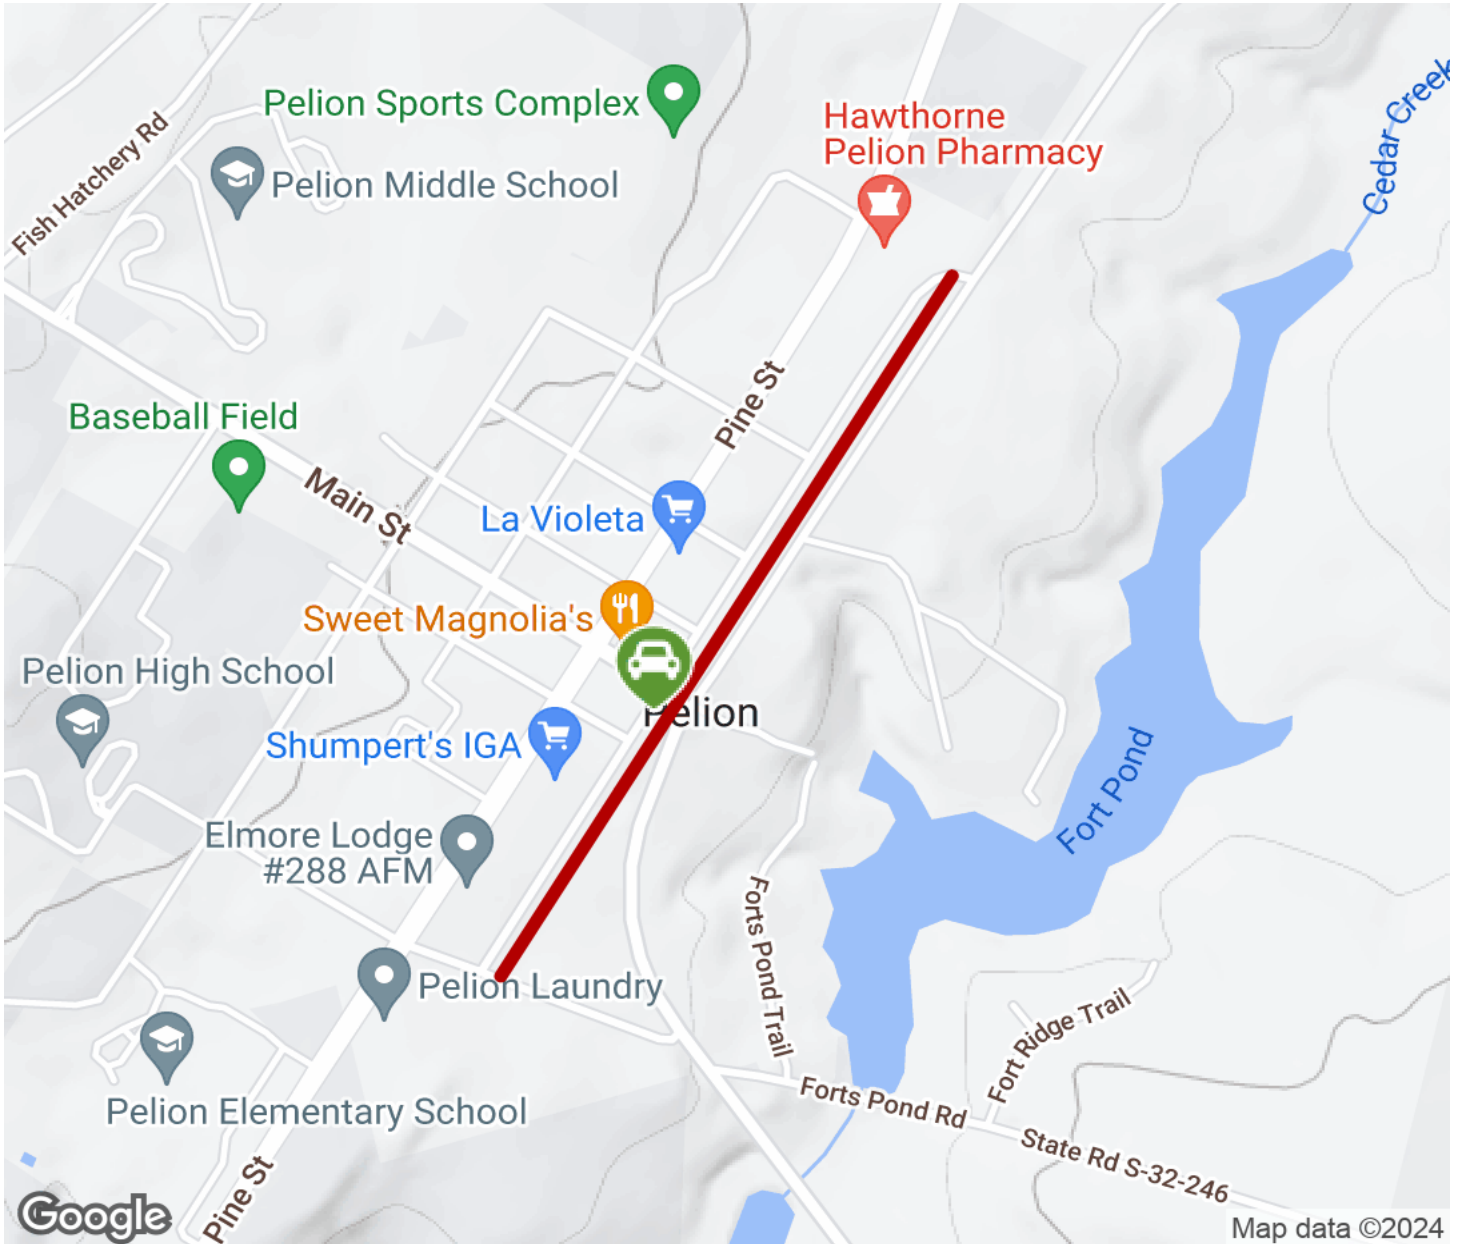 Pelion Sports Complex
Hawthorne
Pelion Pharmacy
Cedar Creek
Fish Hatchery Rd
Pelion Middle School
Pine St
Baseball Field
Main St
La Violeta
Sweet Magnolia's
Pelion High School
Pelion
Shumpert's IGA
Fort Pond
Elmore Lodge
#288 AFM
Forts Pond Trail
Pelion Laundry
Fort Ridge Trail
Forts Pond Rd
Pelion Elementary School
State Rd S-32-246
Pine St
Google
Map data ©2024